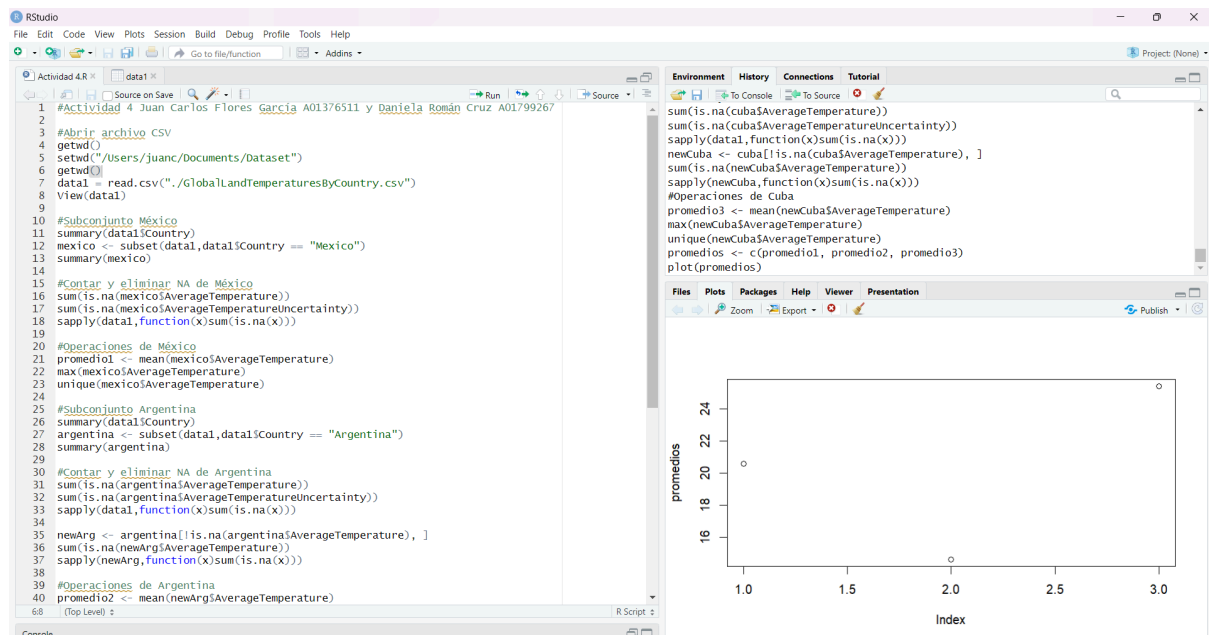 RStudio
File Edit Code View Plots Session Build Debug Profile Tools Help
Go to file/function Addins Project: (None)
Actividad 4.R data1
Source on Save Run Source
1 #Actividad 4 Juan Carlos Flores García A01376511 y Daniela Román Cruz A01799267
2
3 #Abrir archivo CSV
4 getwd()
5 setwd("/Users/juanc/Documents/Dataset")
6 getwd()
7 data1 = read.csv("./GlobalLandTemperaturesByCountry.csv")
8 View(data1)
9
10 #Subconjunto México
11 summary(data1$Country)
12 mexico <- subset(data1,data1$Country == "Mexico")
13 summary(mexico)
14
15 #Contar y eliminar NA de México
16 sum(is.na(mexico$AverageTemperature))
17 sum(is.na(mexico$AverageTemperatureUncertainty))
18 sapply(data1,function(x)sum(is.na(x)))
19
20 #Operaciones de México
21 promedio1 <- mean(mexico$AverageTemperature)
22 max(mexico$AverageTemperature)
23 unique(mexico$AverageTemperature)
24
25 #Subconjunto Argentina
26 summary(data1$Country)
27 argentina <- subset(data1,data1$Country == "Argentina")
28 summary(argentina)
29
30 #Contar y eliminar NA de Argentina
31 sum(is.na(argentina$AverageTemperature))
32 sum(is.na(argentina$AverageTemperatureUncertainty))
33 sapply(data1,function(x)sum(is.na(x)))
34
35 newArg <- argentina[!is.na(argentina$AverageTemperature), ]
36 sum(is.na(newArg$AverageTemperature))
37 sapply(newArg,function(x)sum(is.na(x)))
38
39 #Operaciones de Argentina
40 promedio2 <- mean(newArg$AverageTemperature)
6:8 (Top Level) R Script
Console
Environment History Connections Tutorial
To Console To Source
sum(is.na(cuba$AverageTemperature))
sum(is.na(cuba$AverageTemperatureUncertainty))
sapply(data1,function(x)sum(is.na(x)))
newCuba <- cuba[!is.na(cuba$AverageTemperature), ]
sum(is.na(newCuba$AverageTemperature))
sapply(newCuba,function(x)sum(is.na(x)))
#Operaciones de Cuba
promedio3 <- mean(newCuba$AverageTemperature)
max(newCuba$AverageTemperature)
unique(newCuba$AverageTemperature)
promedios <- c(promedio1, promedio2, promedio3)
plot(promedios)
Files Plots Packages Help Viewer Presentation
Zoom Export Publish
promedios
24
22
20
18
16
1.0 1.5 2.0 2.5 3.0
Index